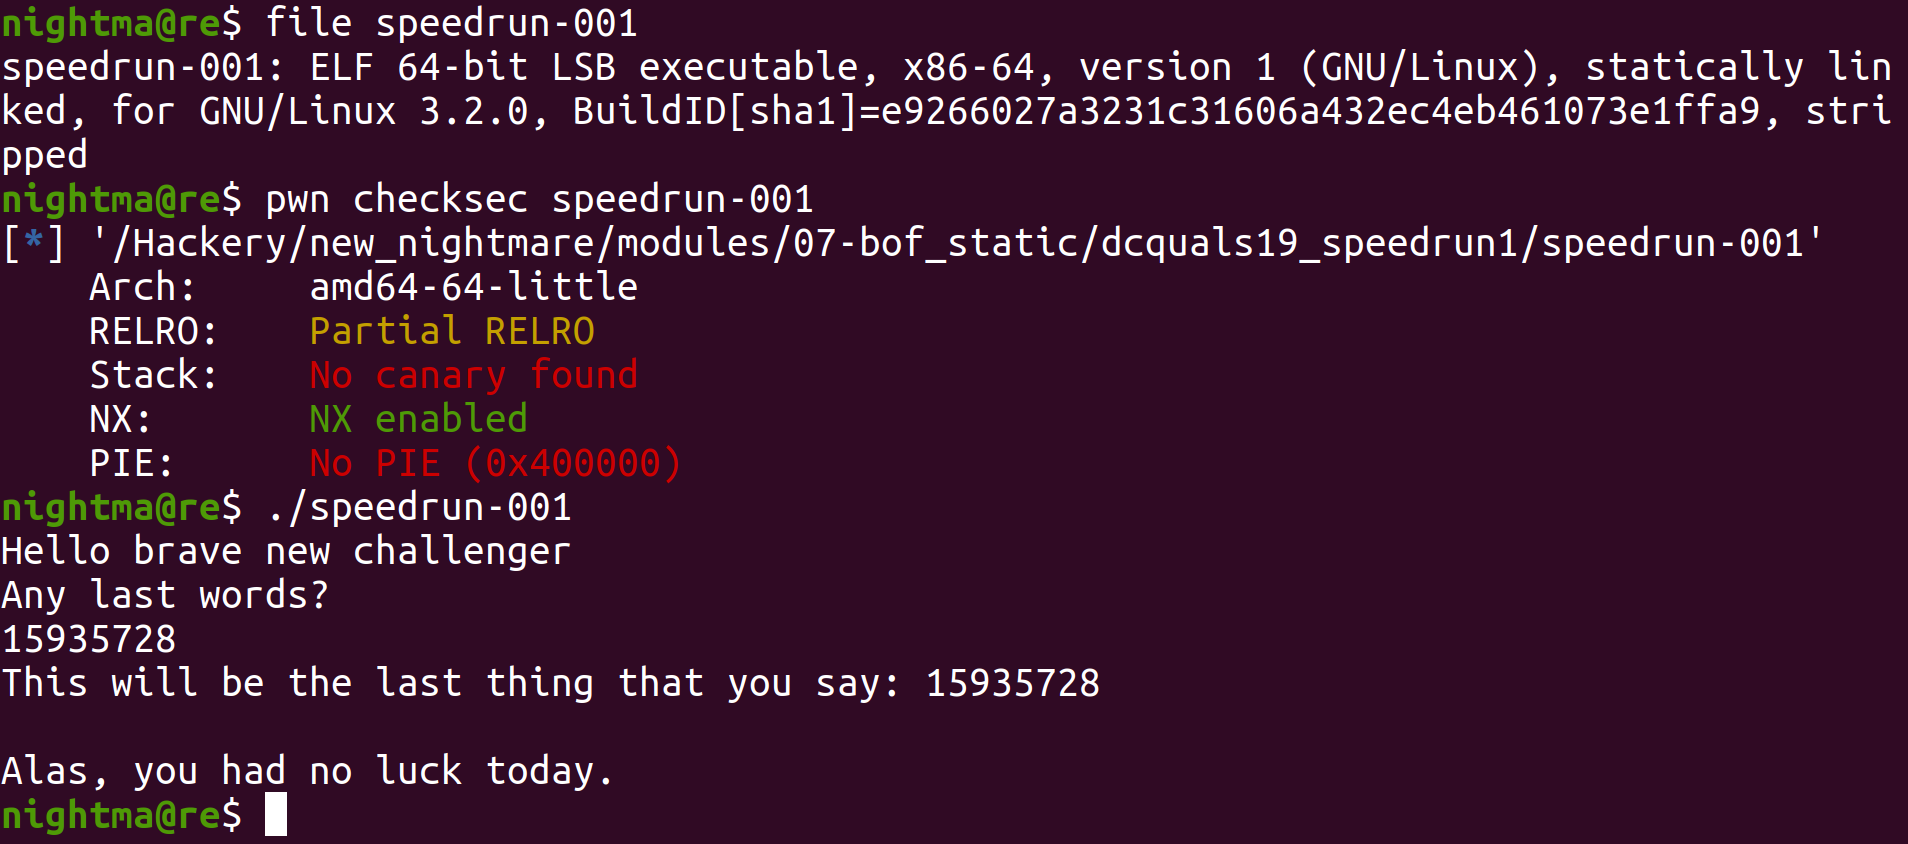 nightma@re$ file speedrun-001
speedrun-001: ELF 64-bit LSB executable, x86-64, version 1 (GNU/Linux), statically lin
ked, for GNU/Linux 3.2.0, BuildID[sha1]=e9266027a3231c31606a432ec4eb461073e1ffa9, stri
pped
nightma@re$ pwn checksec speedrun-001
[*] '/Hackery/new_nightmare/modules/07-bof_static/dcquals19_speedrun1/speedrun-001'
    Arch:     amd64-64-little
    RELRO:    Partial RELRO
    Stack:    No canary found
    NX:       NX enabled
    PIE:      No PIE (0x400000)
nightma@re$ ./speedrun-001
Hello brave new challenger
Any last words?
15935728
This will be the last thing that you say: 15935728

Alas, you had no luck today.
nightma@re$